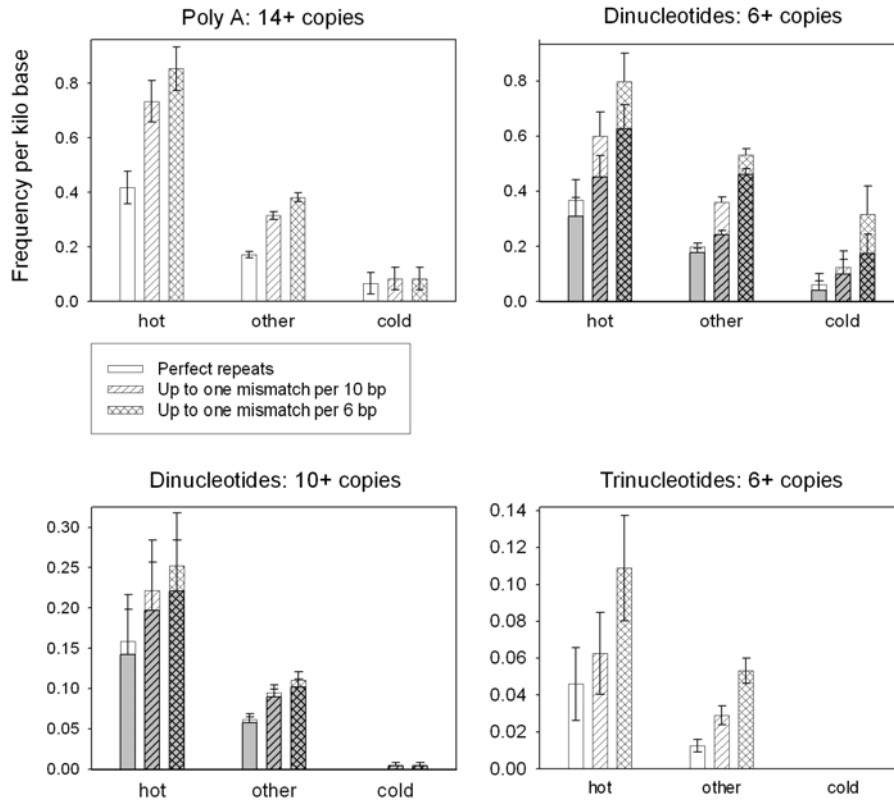 Poly A: 14+ copies
Frequency per kilo base
0.8
0.6
0.4
0.2
0.0
hot other cold
Dinucleotides: 6+ copies
0.8
0.6
0.4
0.2
0.0
hot other cold
Perfect repeats
Up to one mismatch per 10 bp
Up to one mismatch per 6 bp
Dinucleotides: 10+ copies
0.30
0.25
0.20
0.15
0.10
0.05
0.00
hot other cold
Trinucleotides: 6+ copies
0.14
0.12
0.10
0.08
0.06
0.04
0.02
0.00
hot other cold